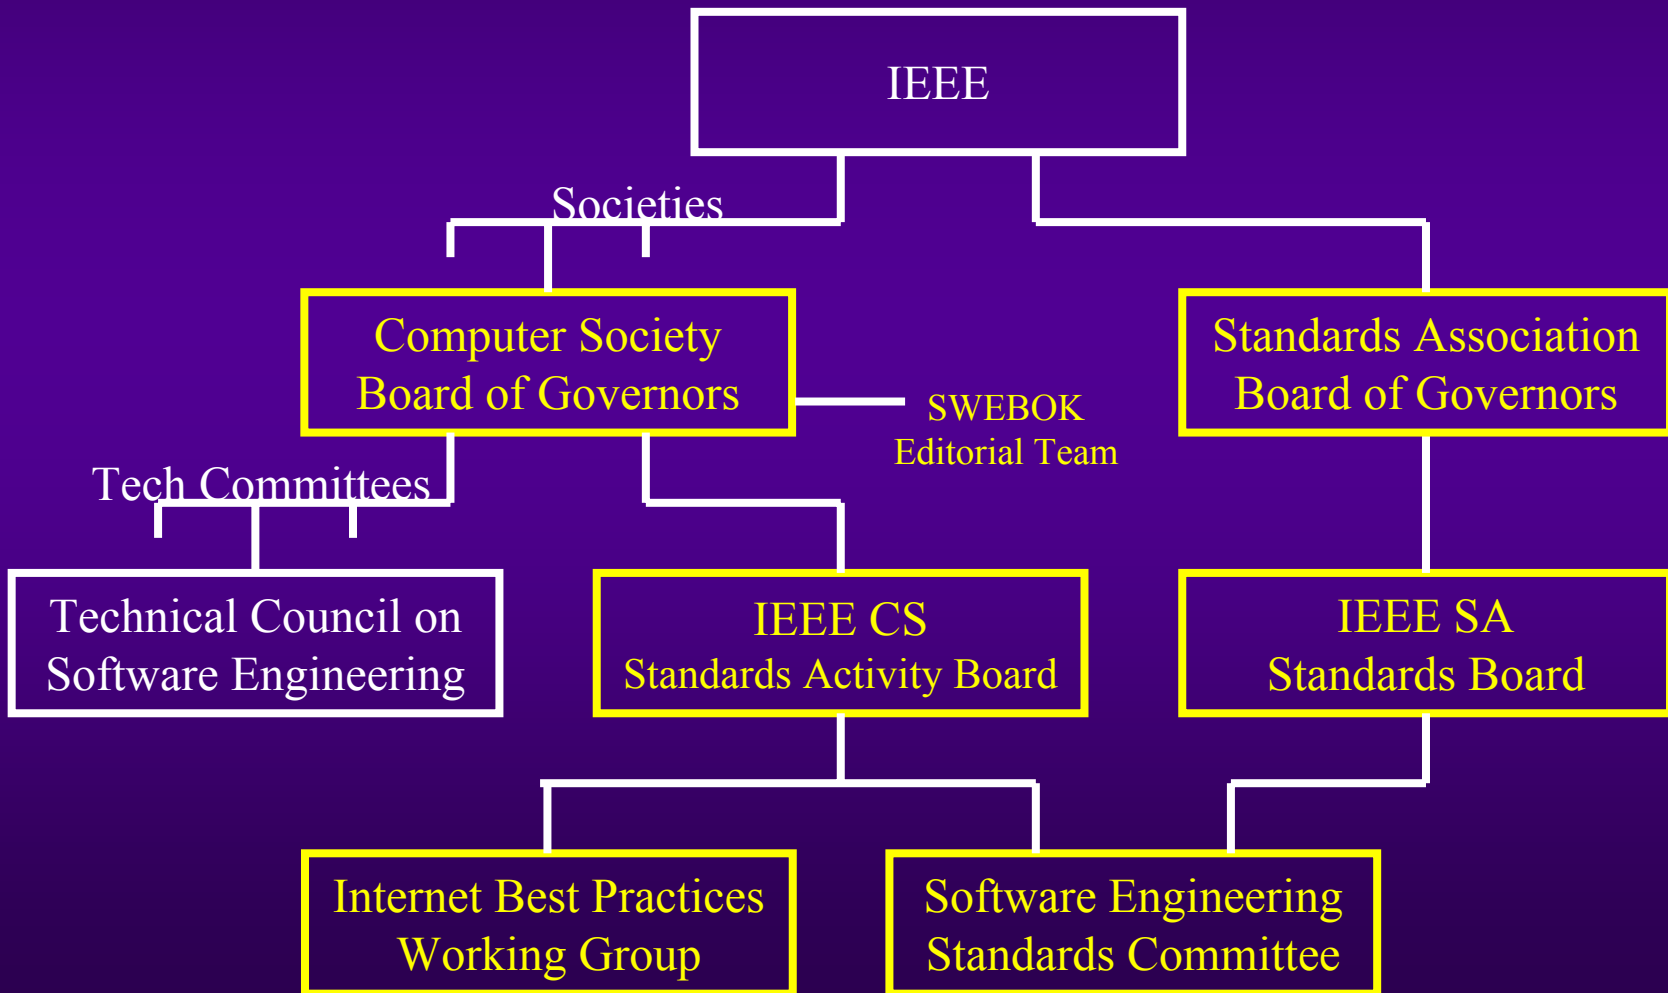 IEEE
Societies
Computer Society
Board of Governors
Standards Association
Board of Governors
SWEBOK
Editorial Team
Tech Committees
Technical Council on
Software Engineering
IEEE CS
Standards Activity Board
IEEE SA
Standards Board
Internet Best Practices
Working Group
Software Engineering
Standards Committee